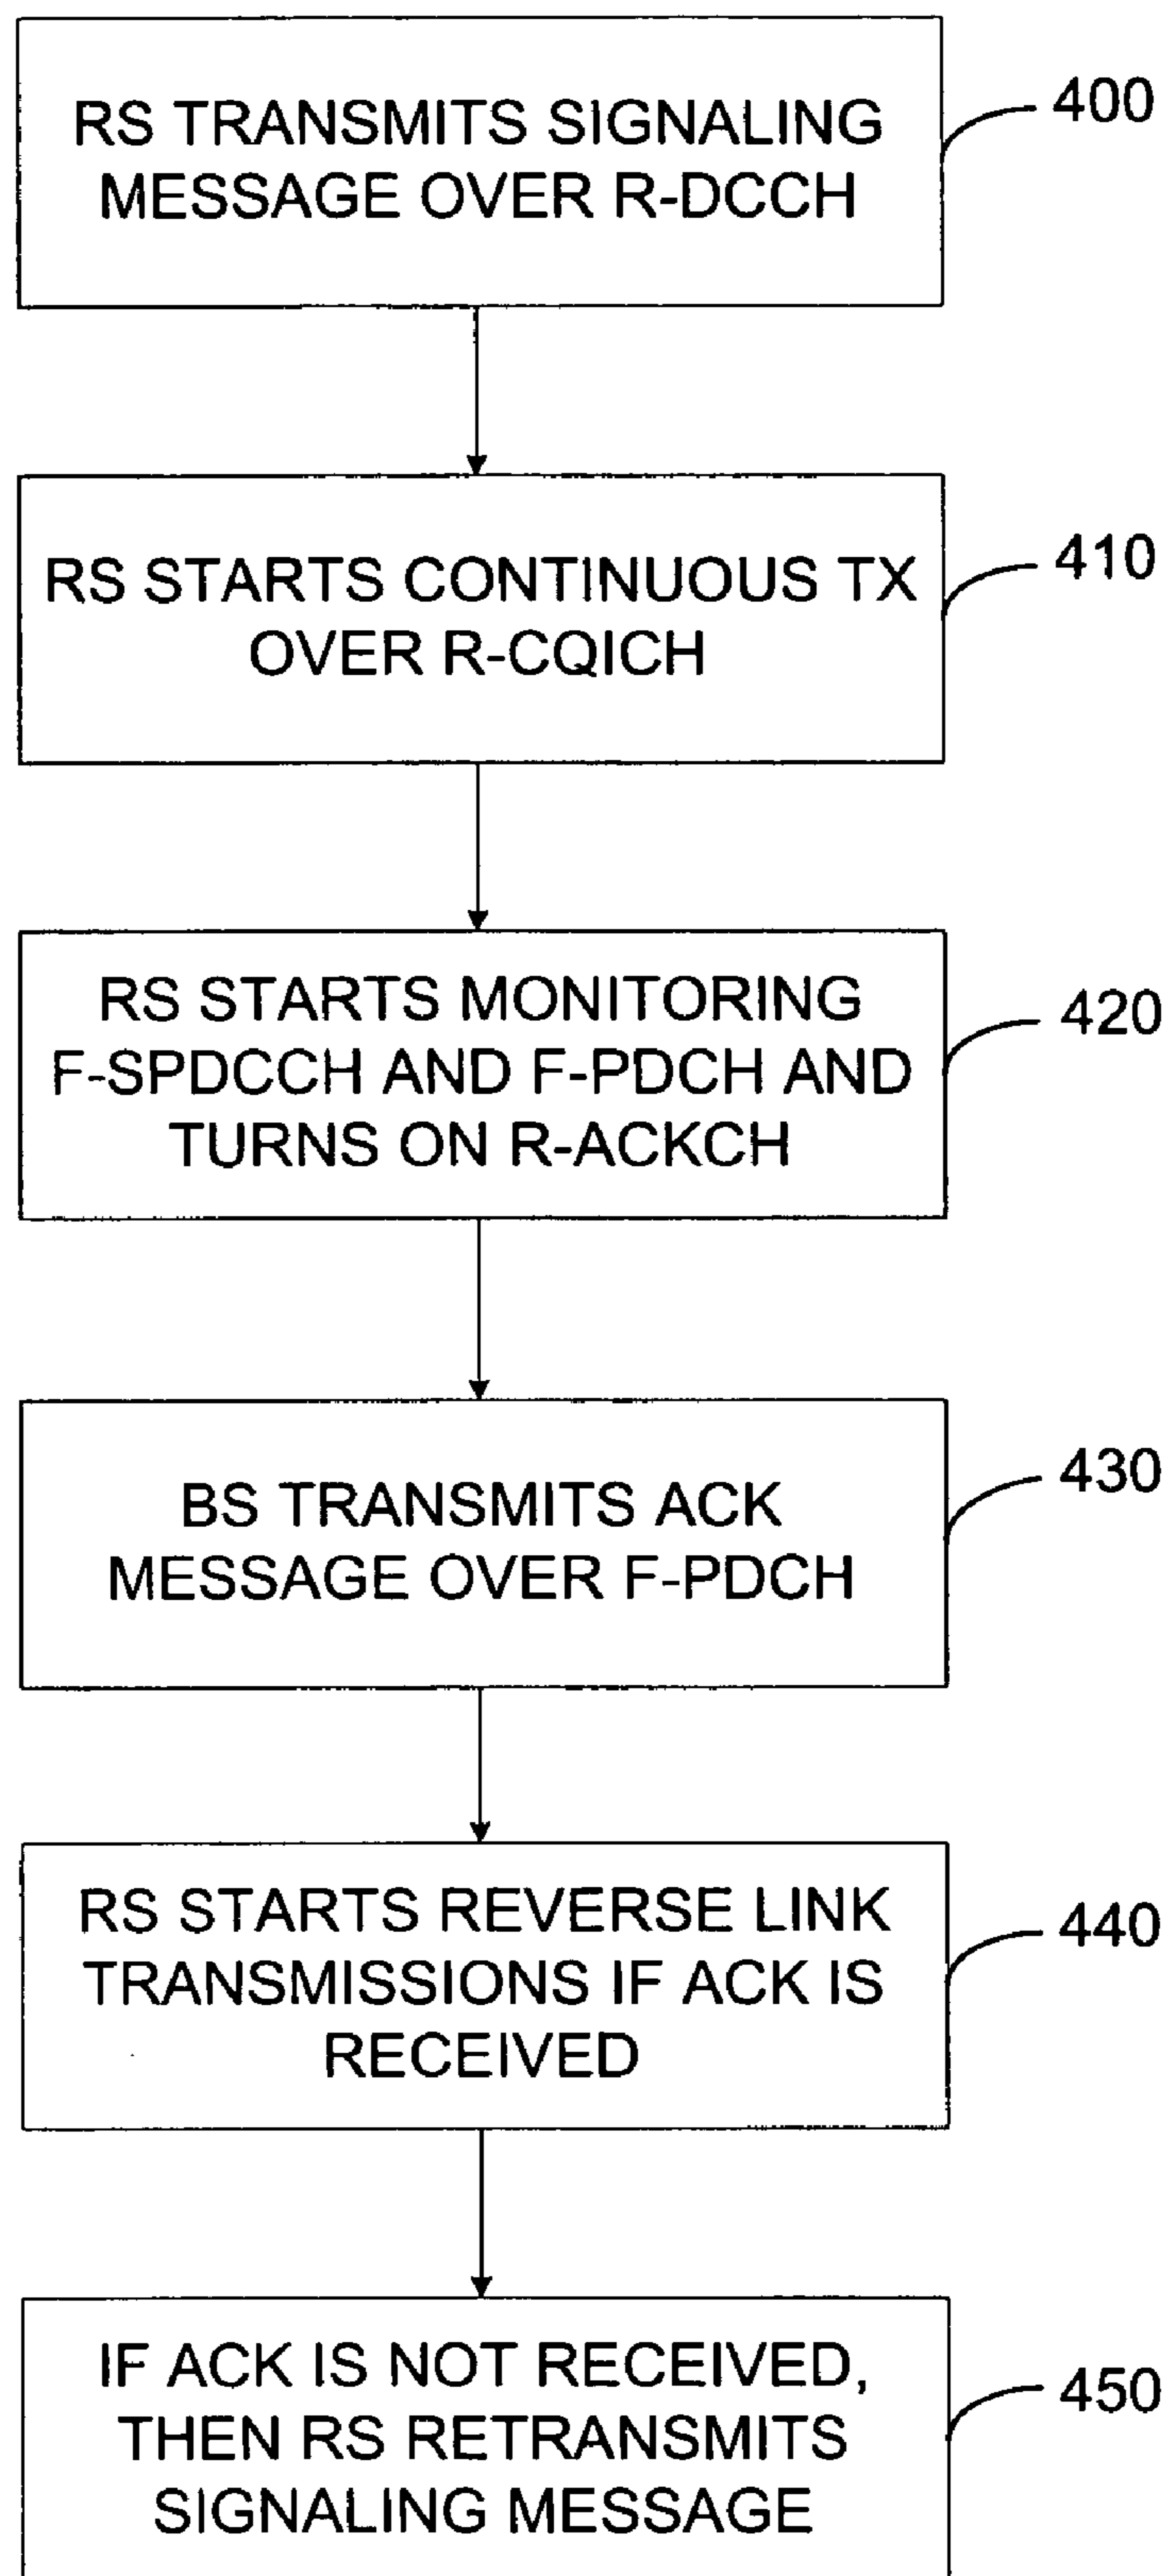 RS TRANSMITS SIGNALING
MESSAGE OVER R-DCCH
400
RS STARTS CONTINUOUS TX
OVER R-CQICH
410
RS STARTS MONITORING
F-SPDCCH AND F-PDCH AND
TURNS ON R-ACKCH
420
BS TRANSMITS ACK
MESSAGE OVER F-PDCH
430
RS STARTS REVERSE LINK
TRANSMISSIONS IF ACK IS
RECEIVED
440
IF ACK IS NOT RECEIVED,
THEN RS RETRANSMITS
SIGNALING MESSAGE
450